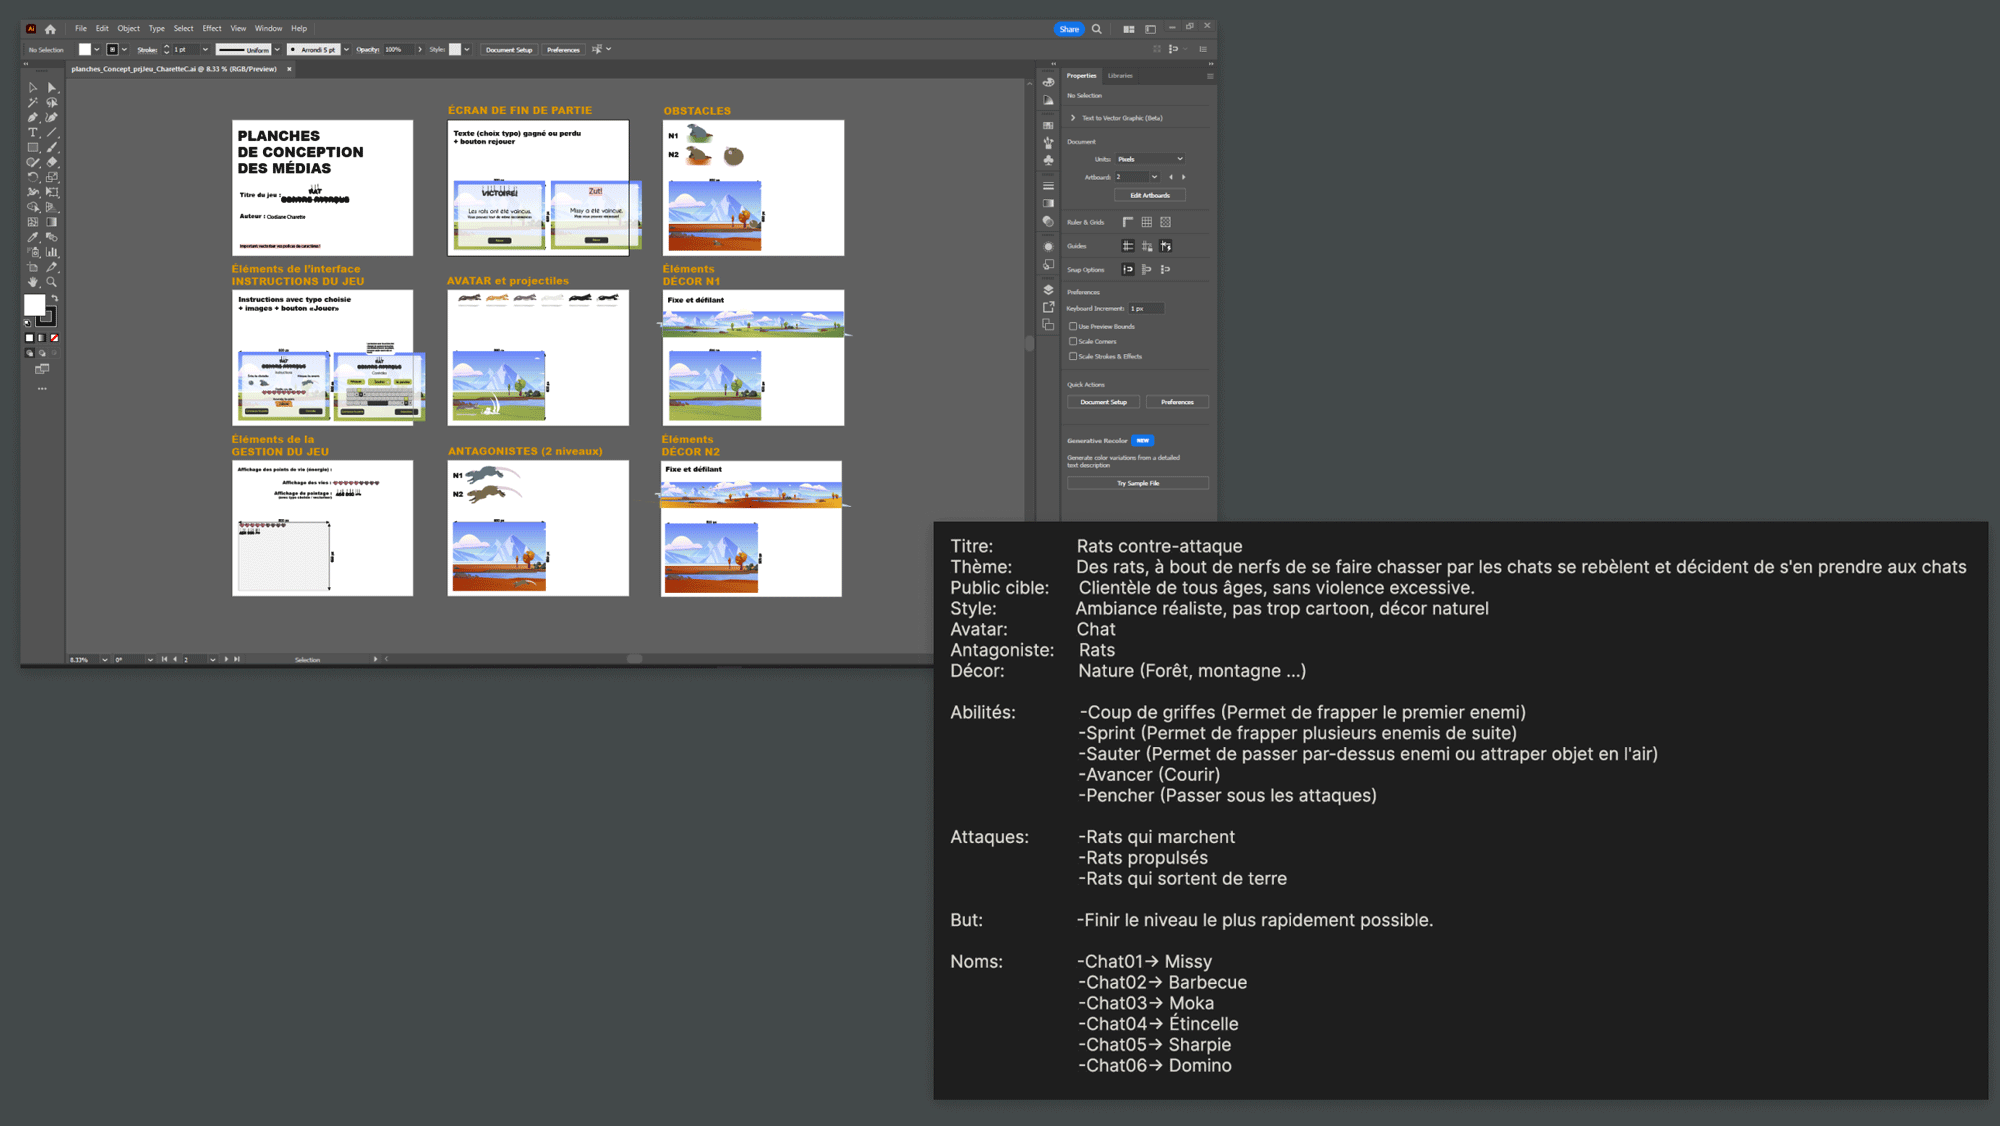 File Edit Object Type Select Effect View Window Help
Share
No Selection
Stroke: 1 pt
Uniform
Arrondi 5 pt
Opacity: 100%
Style:
Document Setup
Preferences
planches_Concept_prjJeu_CharetteC.ai @ 8.33 % (RGB/Preview) ×
PLANCHES
DE CONCEPTION
DES MÉDIAS
Titre du jeu :
RAT
CONTRE-ATTAQUE
Auteur : Clodiane Charette
ÉCRAN DE FIN DE PARTIE
Texte (choix typo) gagné ou perdu
+ bouton rejouer
VICTOIRE!
Les rats ont été vaincus.
Zut!
Missy a été vaincue.
OBSTACLES
N1
N2
Éléments de l'interface
INSTRUCTIONS DU JEU
Instructions avec typo choisie
+ images + bouton «Jouer»
AVATAR et projectiles
Éléments
DÉCOR N1
Fixe et défilant
Éléments de la
GESTION DU JEU
Affichage des points de vie (énergie) :
Affichage des vies :
Affichage de pointage :
ANTAGONISTES (2 niveaux)
N1
N2
Éléments
DÉCOR N2
Fixe et défilant
8.33%
0°
2
Selection
Properties Libraries
No Selection
Text to Vector Graphic (Beta)
Document
Units: Pixels
Artboard: 2
Edit Artboards
Ruler & Grids
Guides
Snap Options
Preferences
Keyboard Increment: 1 px
Use Preview Bounds
Scale Corners
Scale Strokes & Effects
Quick Actions
Document Setup
Preferences
Generative Recolor NEW
Generate color variations from a detailed
text description
Try Sample File
Titre: Rats contre-attaque
Thème: Des rats, à bout de nerfs de se faire chasser par les chats se rebèlent et décident de s'en prendre aux chats
Public cible: Clientèle de tous âges, sans violence excessive.
Style: Ambiance réaliste, pas trop cartoon, décor naturel
Avatar: Chat
Antagoniste: Rats
Décor: Nature (Forêt, montagne ...)
Abilités: -Coup de griffes (Permet de frapper le premier enemi)
-Sprint (Permet de frapper plusieurs enemis de suite)
-Sauter (Permet de passer par-dessus enemi ou attraper objet en l'air)
-Avancer (Courir)
-Pencher (Passer sous les attaques)
Attaques: -Rats qui marchent
-Rats propulsés
-Rats qui sortent de terre
But: -Finir le niveau le plus rapidement possible.
Noms: -Chat01→ Missy
-Chat02→ Barbecue
-Chat03→ Moka
-Chat04→ Étincelle
-Chat05→ Sharpie
-Chat06→ Domino